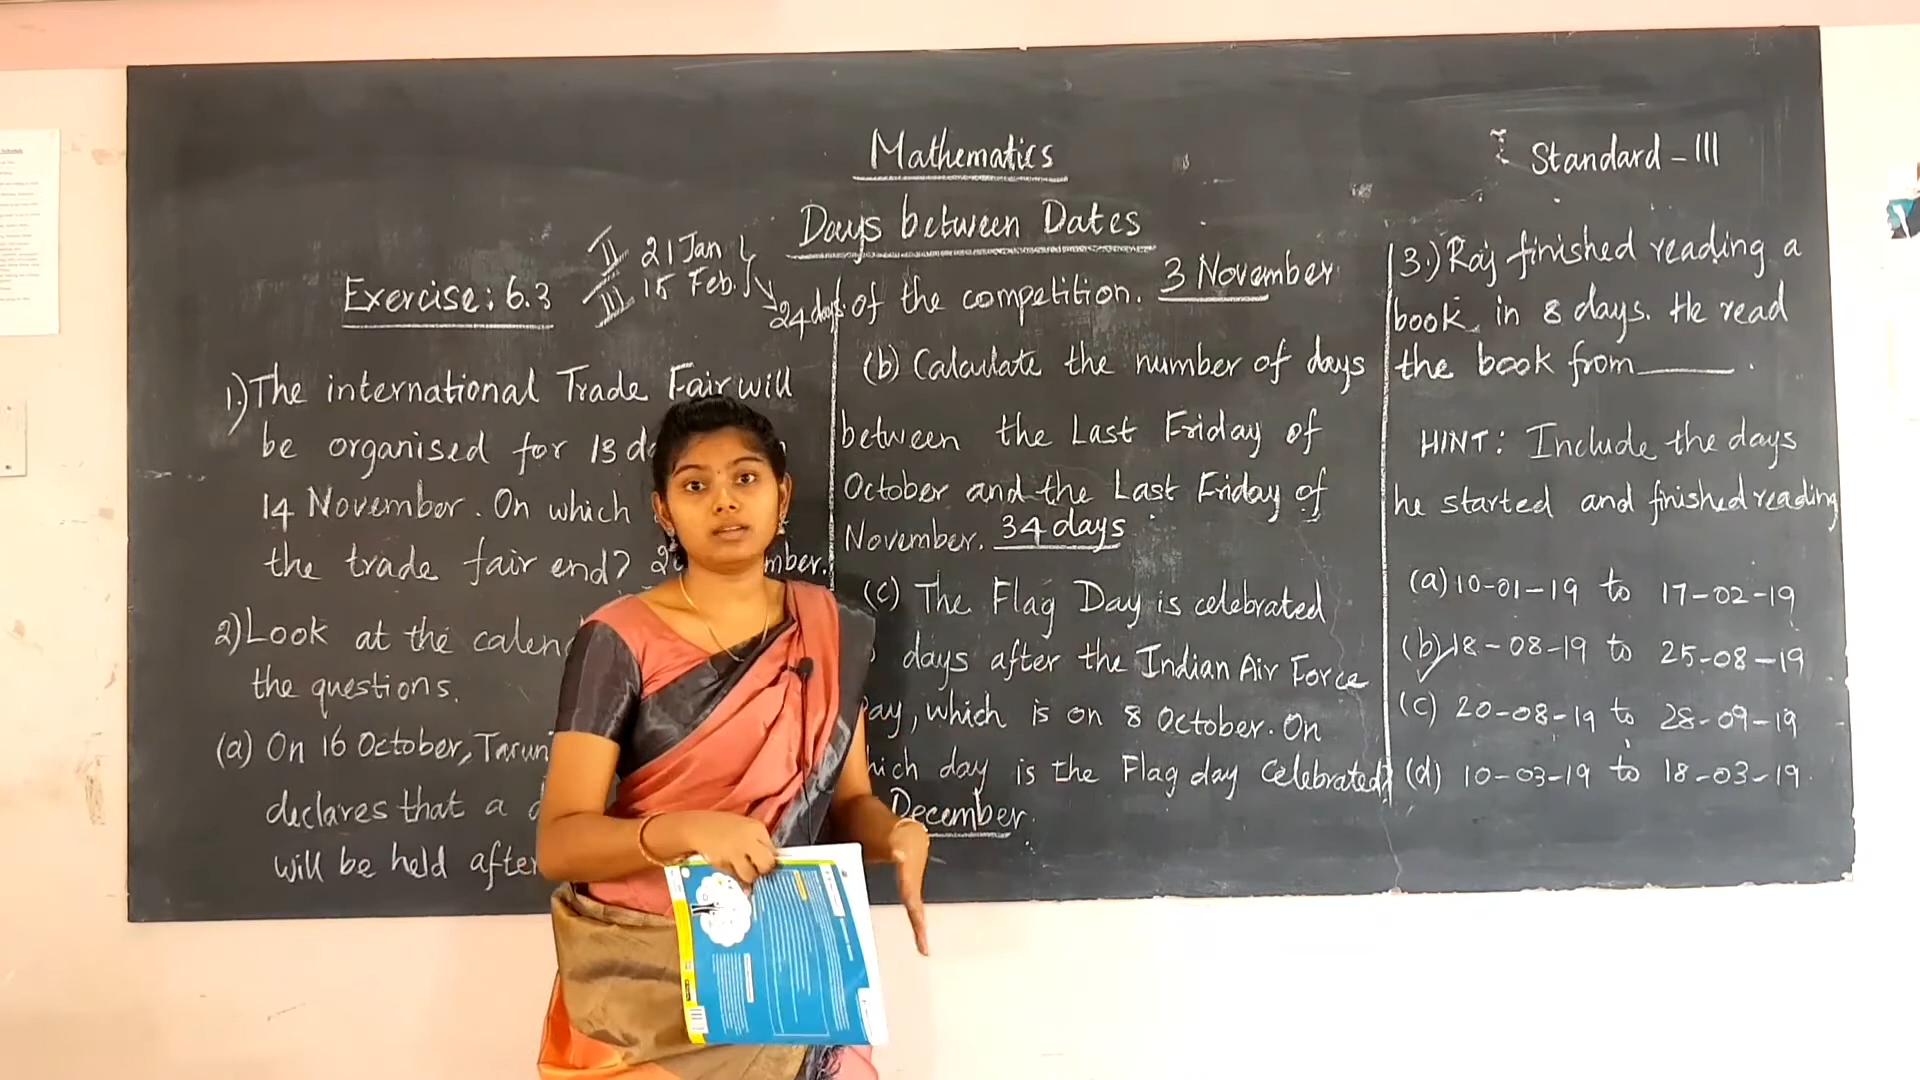 Mathematics
Standard - III
Days between Dates
Exercise: 6.3
II 21 Jan
III 15 Feb.
24 days.
1.) The international Trade Fair will
be organised for 13
14 November. On which
the trade fair end?
2) Look at the
the questions.
(a) On 16 October,
declares that a
will be held after
of the competition. 3 November
(b) Calculate the number of days
between the Last Friday of
October and the Last Friday of
November. 34 days
(c) The Flag Day is celebrated
days after the Indian Air Force
which is on 8 October. On
day is the Flag day celebrated?
December.
3.) Raj finished reading a
book in 8 days. He read
the book from ______.
HINT: Include the days
he started and finished reading
(a) 10-01-19 to 17-02-19
(b) 18-08-19 to 25-08-19
(c) 20-08-19 to 28-09-19
(d) 10-03-19 to 18-03-19.